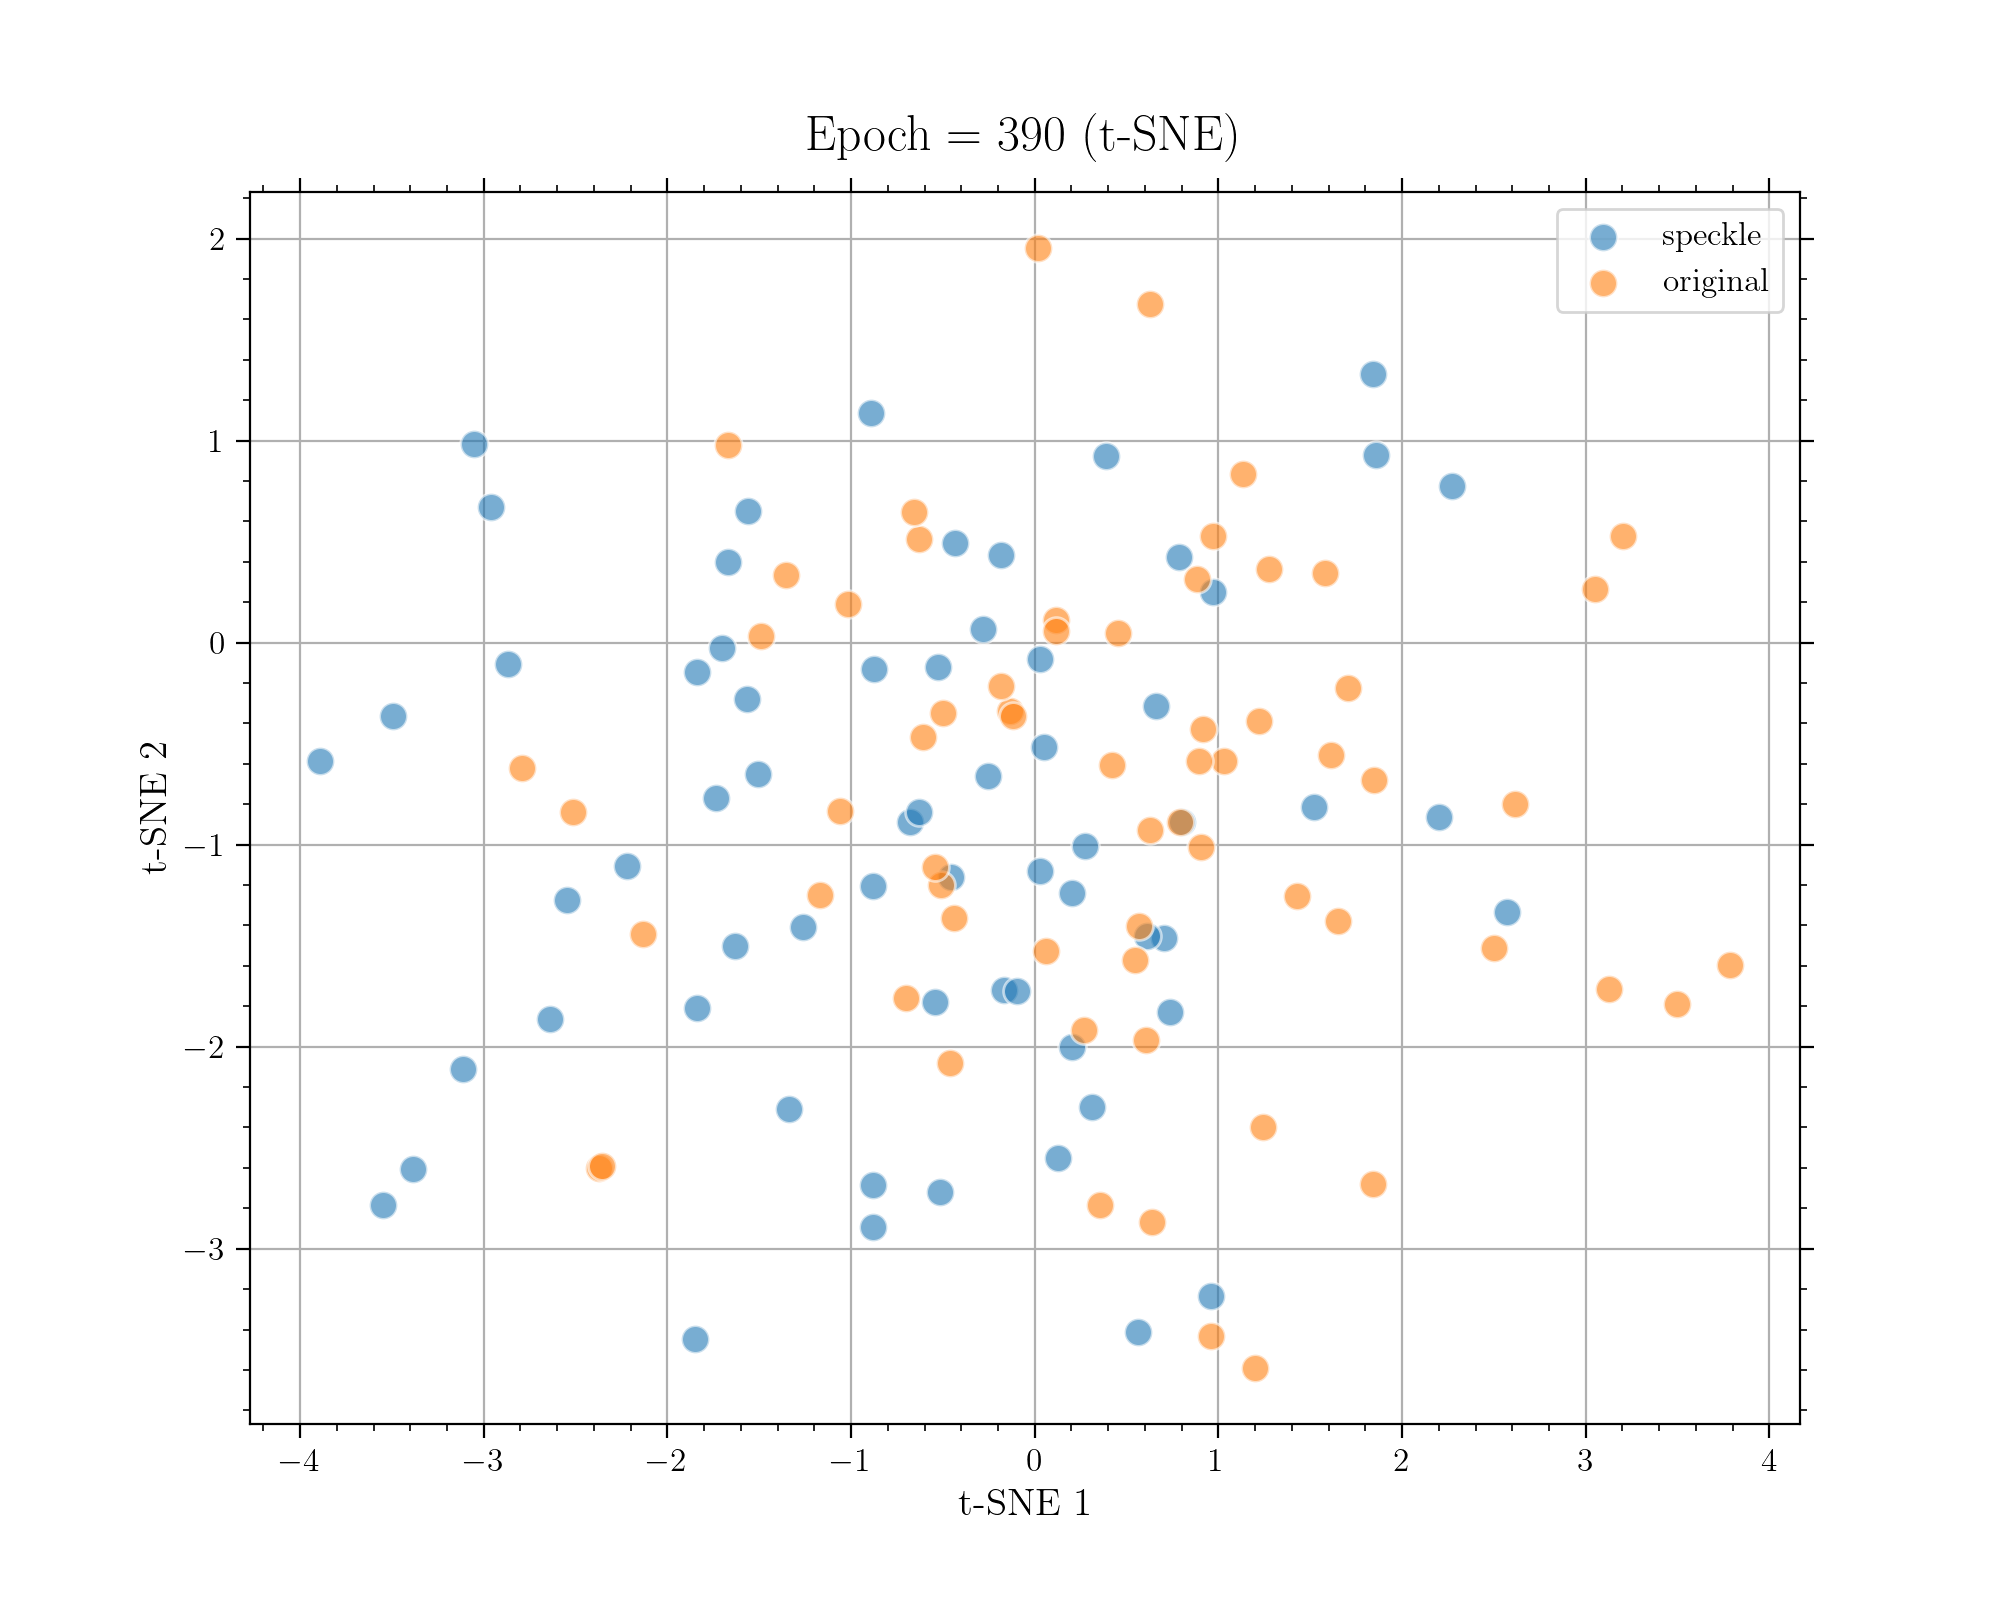 Epoch = 390 (t-SNE)
speckle
original
2
1
0
−1
−2
−3
t-SNE 2
−4 −3 −2 −1 0 1 2 3 4
t-SNE 1